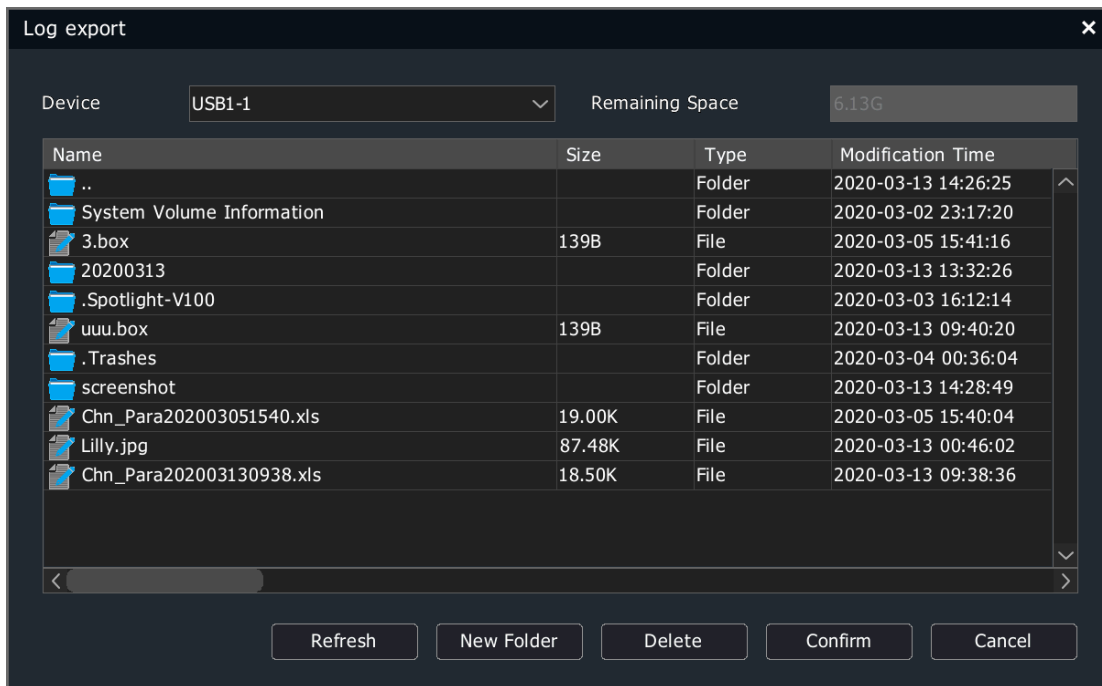 Log export
Device USB1-1 Remaining Space 6.13G
Name Size Type Modification Time
.. Folder 2020-03-13 14:26:25
System Volume Information Folder 2020-03-02 23:17:20
3.box 139B File 2020-03-05 15:41:16
20200313 Folder 2020-03-13 13:32:26
.Spotlight-V100 Folder 2020-03-03 16:12:14
uuu.box 139B File 2020-03-13 09:40:20
.Trashes Folder 2020-03-04 00:36:04
screenshot Folder 2020-03-13 14:28:49
Chn_Para202003051540.xls 19.00K File 2020-03-05 15:40:04
Lilly.jpg 87.48K File 2020-03-13 00:46:02
Chn_Para202003130938.xls 18.50K File 2020-03-13 09:38:36
Refresh New Folder Delete Confirm Cancel